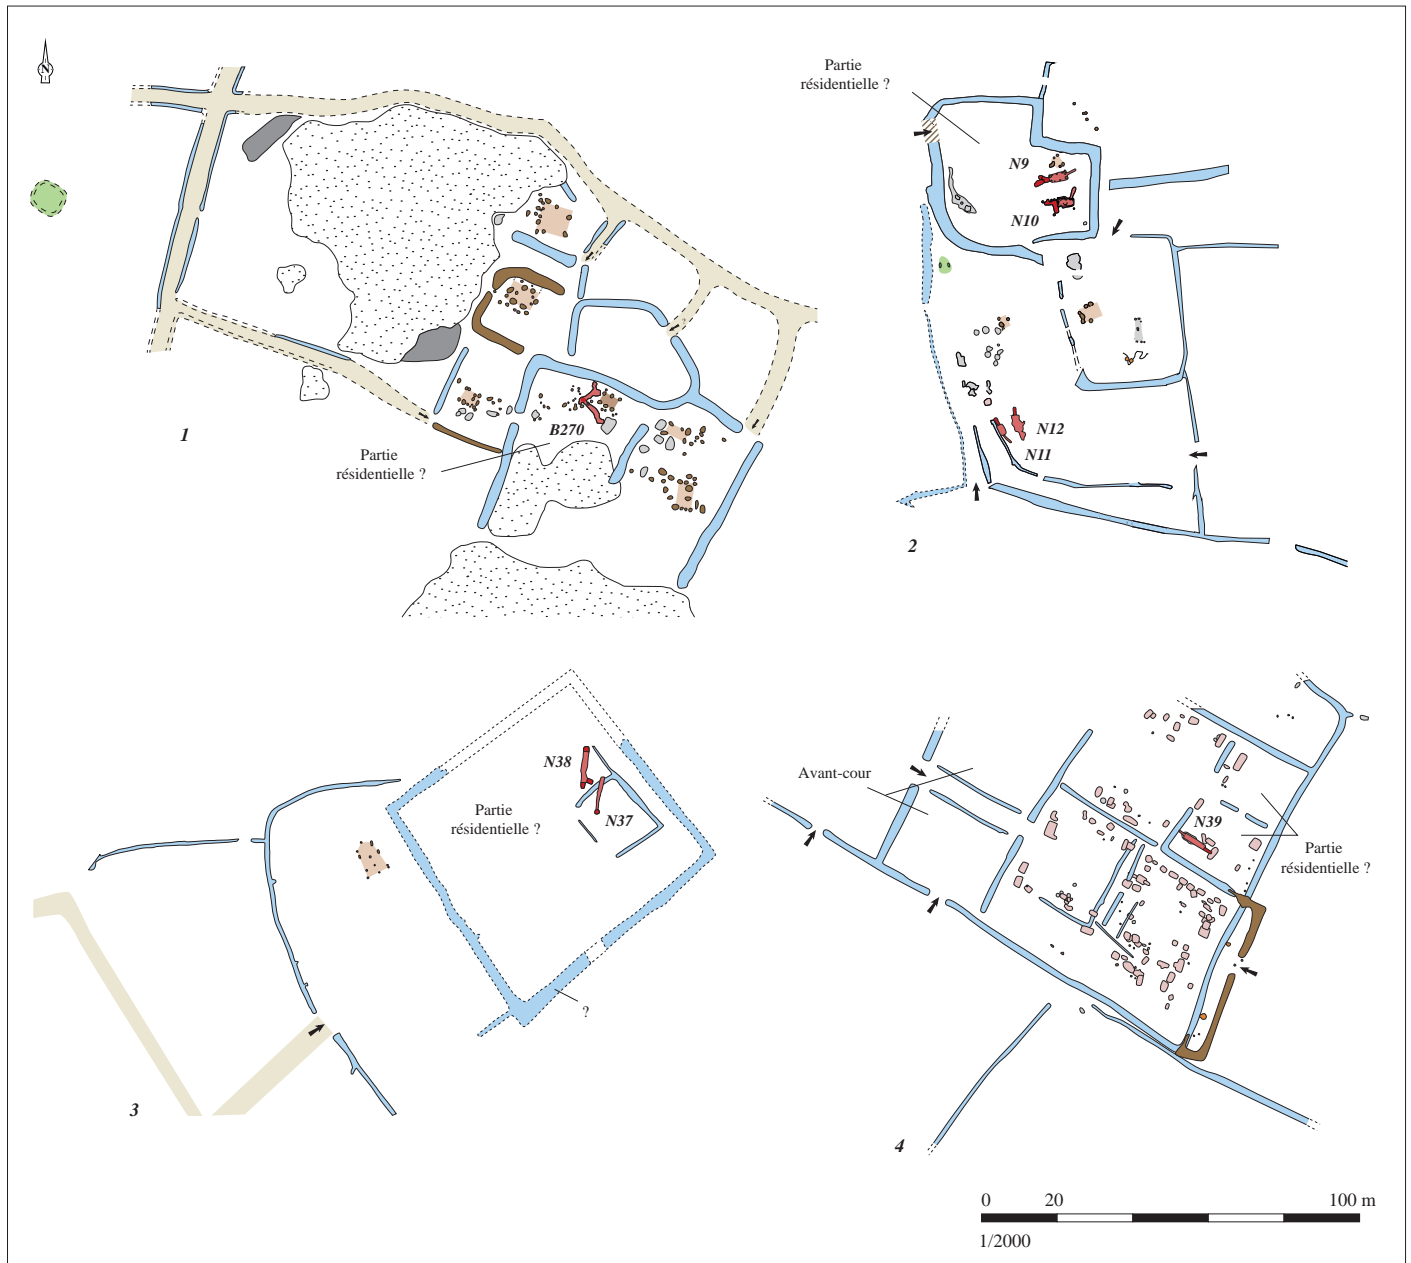 N
1
B270
Partie
résidentielle ?
?
Partie
résidentielle ?
N9
N10
N12
N11
2
N38
Partie
résidentielle ?
N37
?
3
Avant-cour
N39
Partie
résidentielle ?
4
0 20 100 m
1/2000